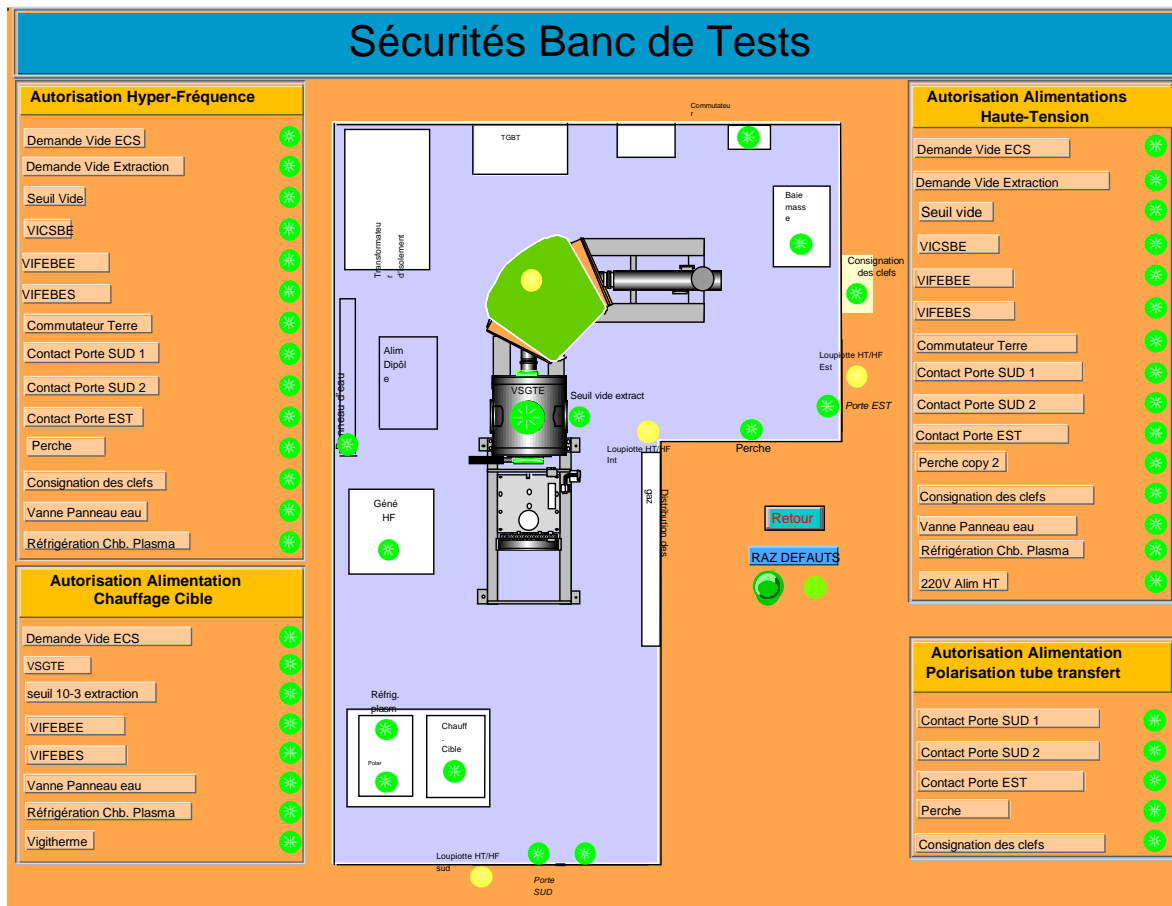 Sécurités Banc de Tests
Autorisation Hyper-Fréquence
Demande Vide ECS
Demande Vide Extraction
Seuil Vide
VICSBE
VIFEBEE
VIFEBES
Commutateur Terre
Contact Porte SUD 1
Contact Porte SUD 2
Contact Porte EST
Perche
Consignation des clefs
Vanne Panneau eau
Réfrigération Chb. Plasma
Autorisation Alimentation
Chauffage Cible
Demande Vide ECS
VSGTE
seuil 10-3 extraction
VIFEBEE
VIFEBES
Vanne Panneau eau
Réfrigération Chb. Plasma
Vigitherme
Commutateu
r
TGBT
Transformateu
r
d'isolement
Baie
mass
e
Consignation
des clefs
Alim
Dipôl
e
VSGTE
Seuil vide extract
Loupiotte HT/HF
Est
Porte EST
Loupiotte HT/HF
Int
Perche
nneau d'eau
Géné
HF
Distribution des
gaz
Retour
RAZ DEFAUTS
Réfrig.
plasm
Polar
Chauff
.
Cible
Loupiotte HT/HF
sud
Porte
SUD
Autorisation Alimentations
Haute-Tension
Demande Vide ECS
Demande Vide Extraction
Seuil vide
VICSBE
VIFEBEE
VIFEBES
Commutateur Terre
Contact Porte SUD 1
Contact Porte SUD 2
Contact Porte EST
Perche copy 2
Consignation des clefs
Vanne Panneau eau
Réfrigération Chb. Plasma
220V Alim HT
Autorisation Alimentation
Polarisation tube transfert
Contact Porte SUD 1
Contact Porte SUD 2
Contact Porte EST
Perche
Consignation des clefs